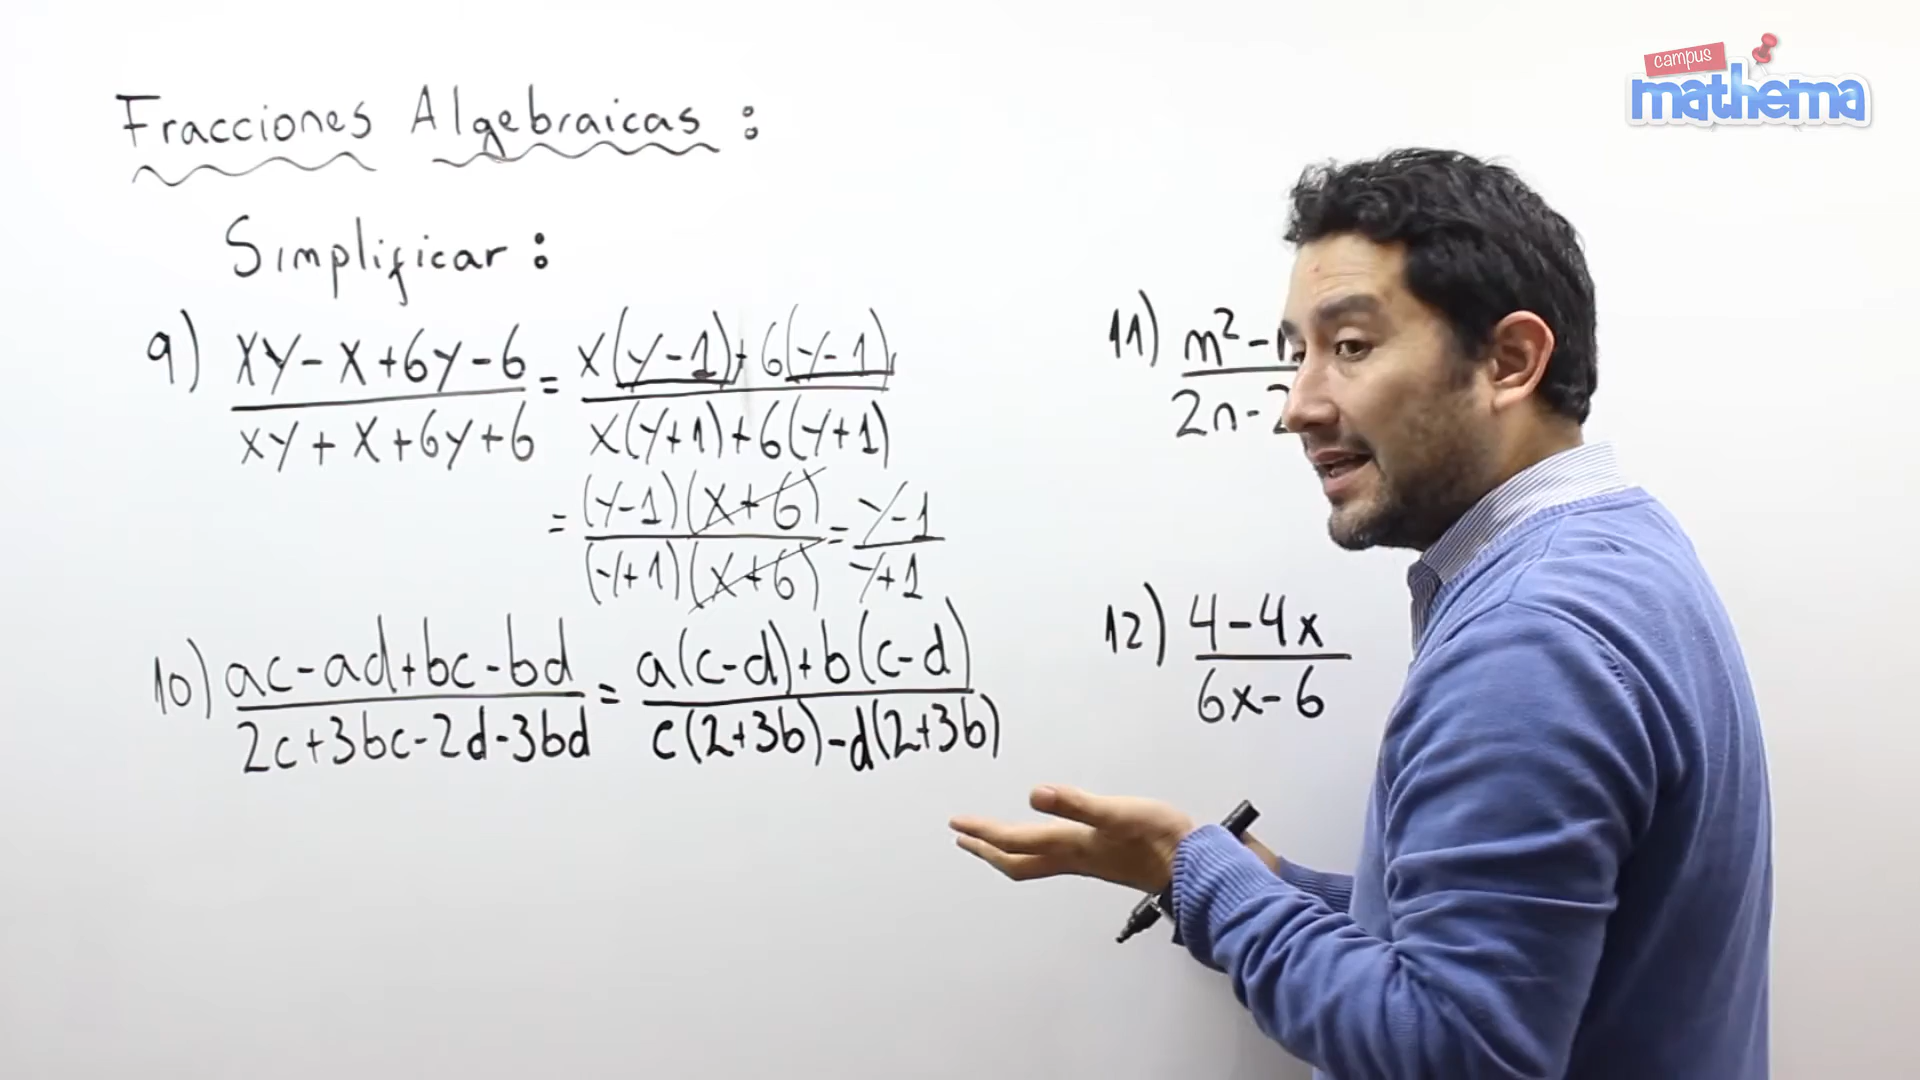 campus
mathema
Fracciones Algebraicas :
Simplificar :
9) xy-x+6y-6 / xy+x+6y+6 = x(y-1)+6(y-1) / x(y+1)+6(y+1)
= (y-1)(x+6) / (y+1)(x+6) = y-1 / y+1
10) ac-ad+bc-bd / 2c+3bc-2d-3bd = a(c-d)+b(c-d) / c(2+3b)-d(2+3b)
11) m²- / 2n-
12) 4-4x / 6x-6